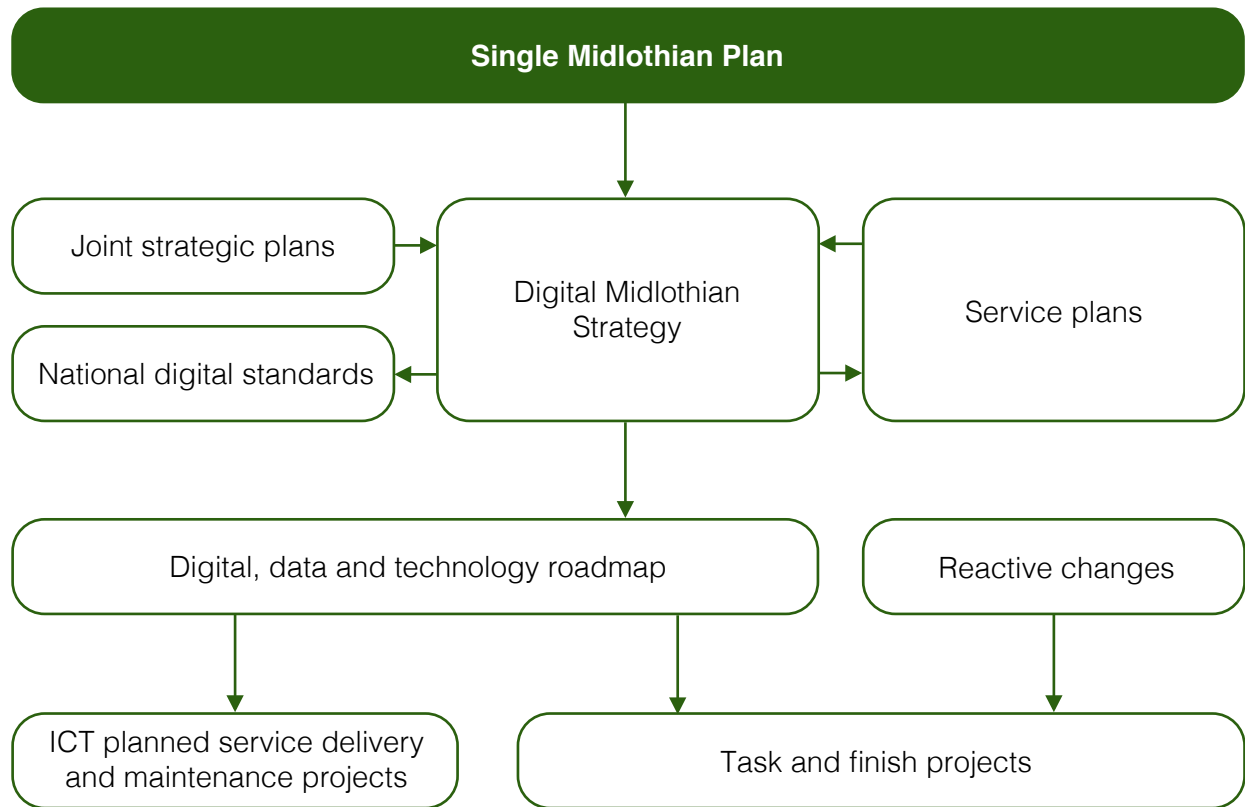 Single Midlothian Plan
Joint strategic plans
Digital Midlothian
Strategy
Service plans
National digital standards
Digital, data and technology roadmap
Reactive changes
ICT planned service delivery
and maintenance projects
Task and finish projects